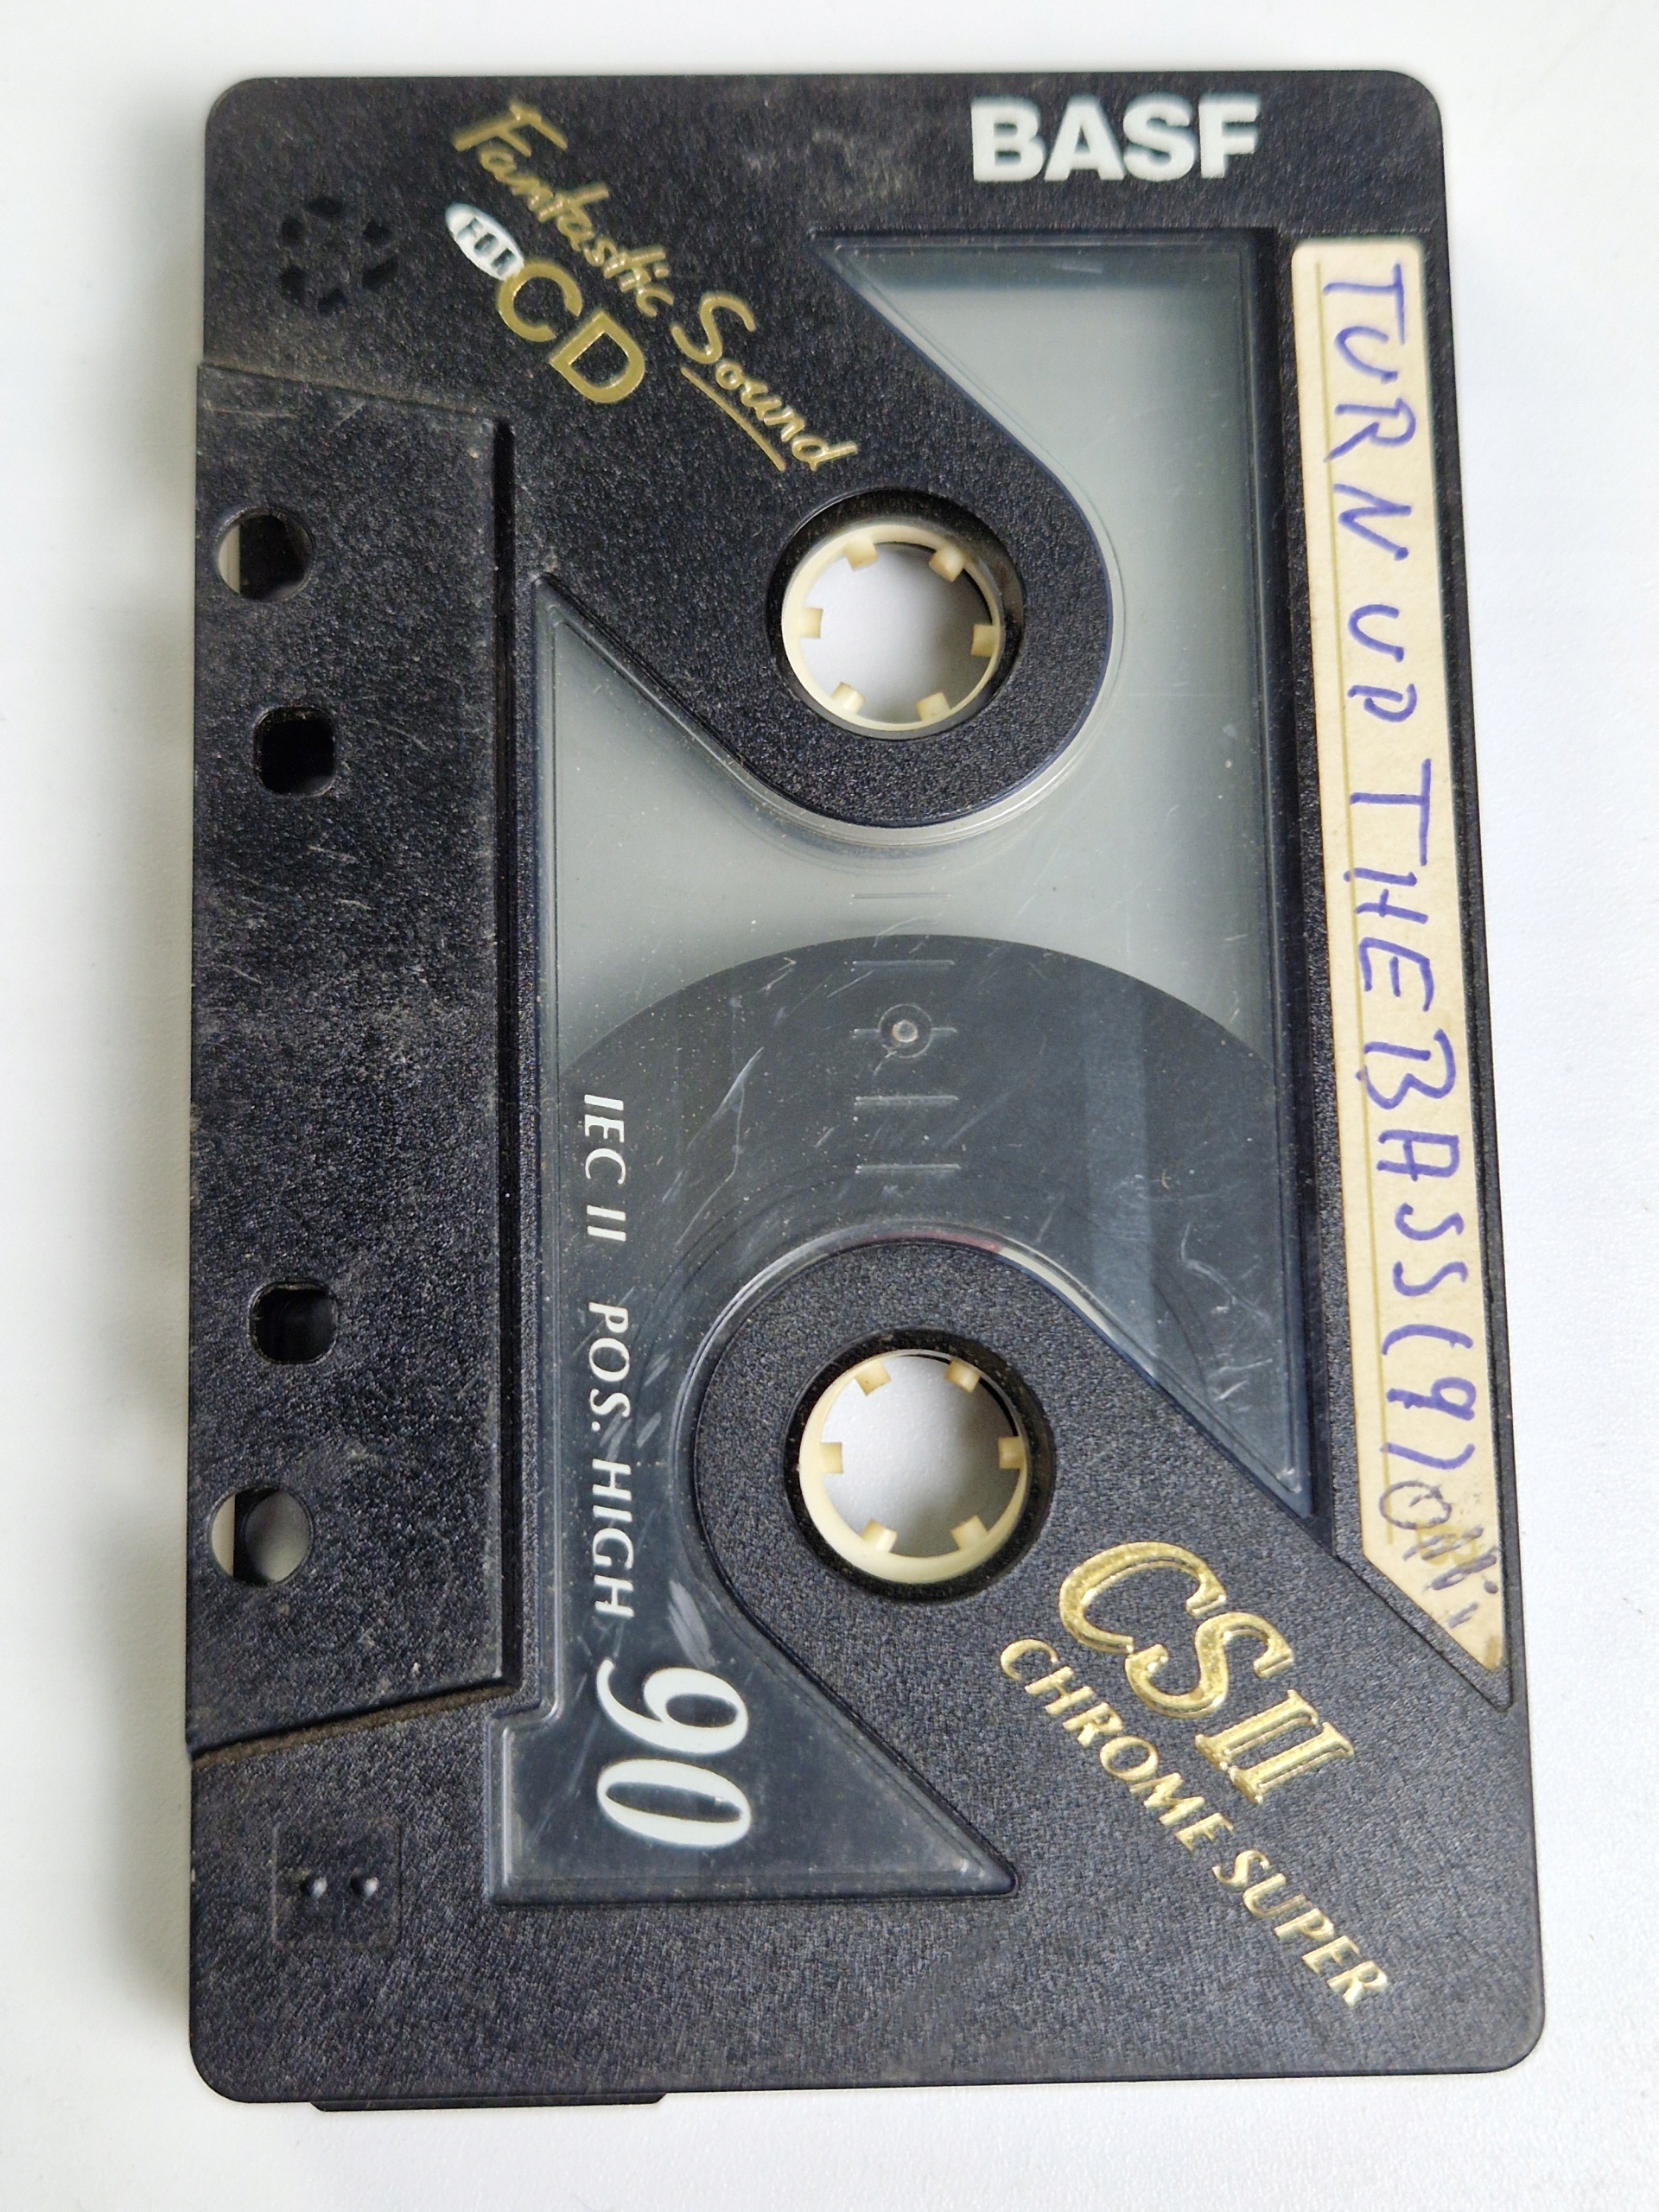 TURN UP THE BASS (9)
BASF
Fantastic Sound
FOR CD
CS II
CHROME SUPER
IEC II POS. HIGH 90